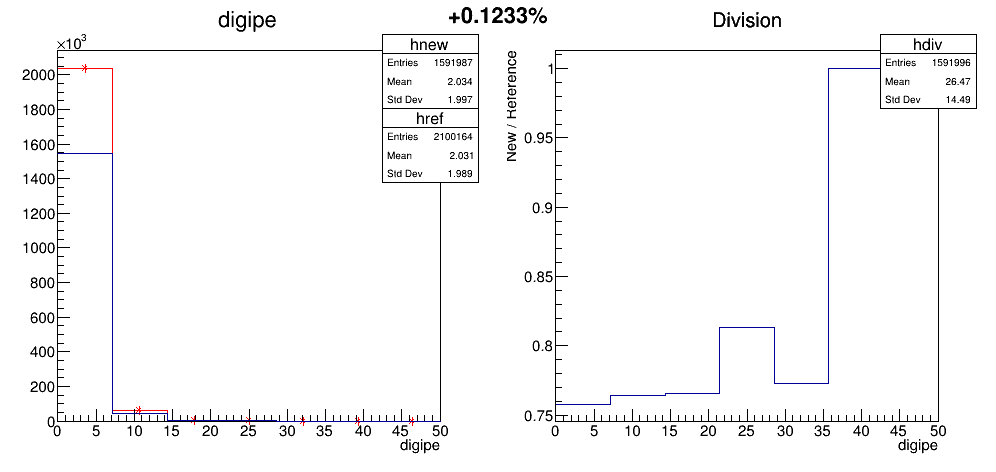 +0.1233%
digipe
×10³
hnew
Entries 1591987
Mean 2.034
Std Dev 1.997
href
Entries 2100164
Mean 2.031
Std Dev 1.989
2000
1800
1600
1400
1200
1000
800
600
400
200
0
0 5 10 15 20 25 30 35 40 45 50
digipe
Division
hdiv
Entries 1591996
Mean 26.47
Std Dev 14.49
New / Reference
1
0.95
0.9
0.85
0.8
0.75
0 5 10 15 20 25 30 35 40 45 50
digipe